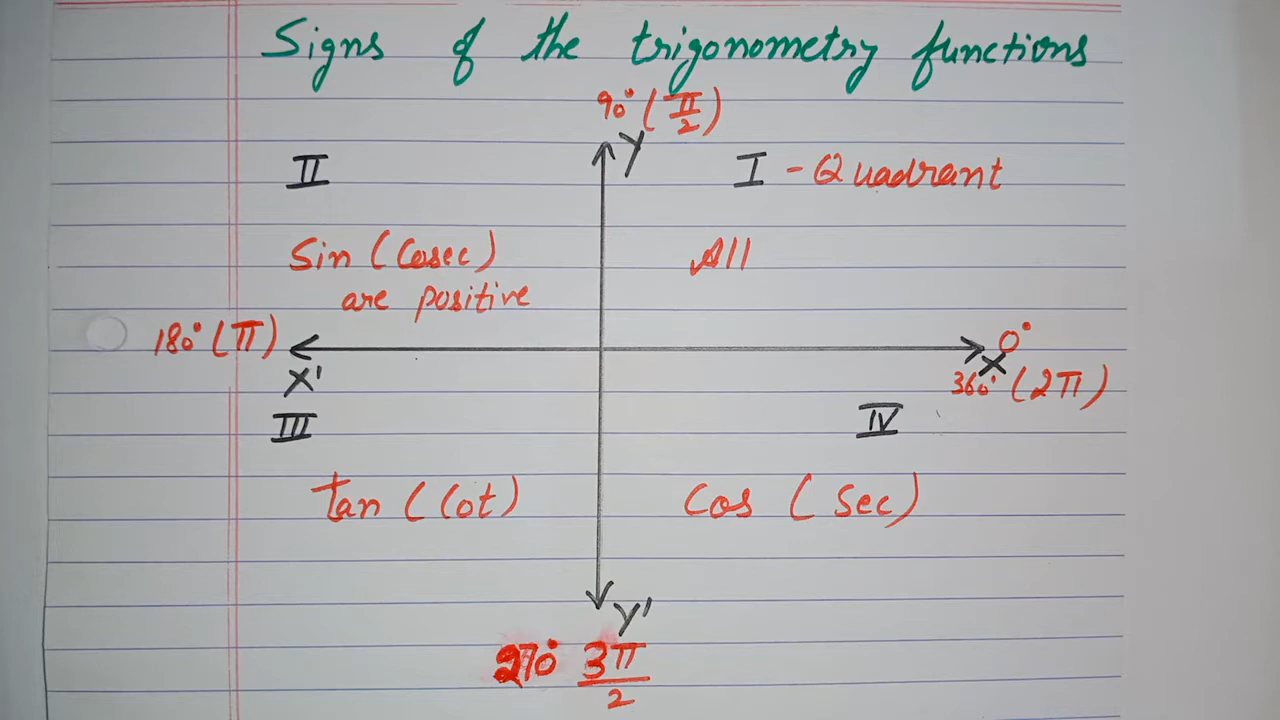 Signs of the trigonometry functions
90° (π/2)
Y
II
I - Quadrant
Sin (Cosec)
are positive
All
180° (π)
0°
X'
X
360° (2π)
III
IV
Tan (Cot)
Cos (Sec)
Y'
270° 3π/2